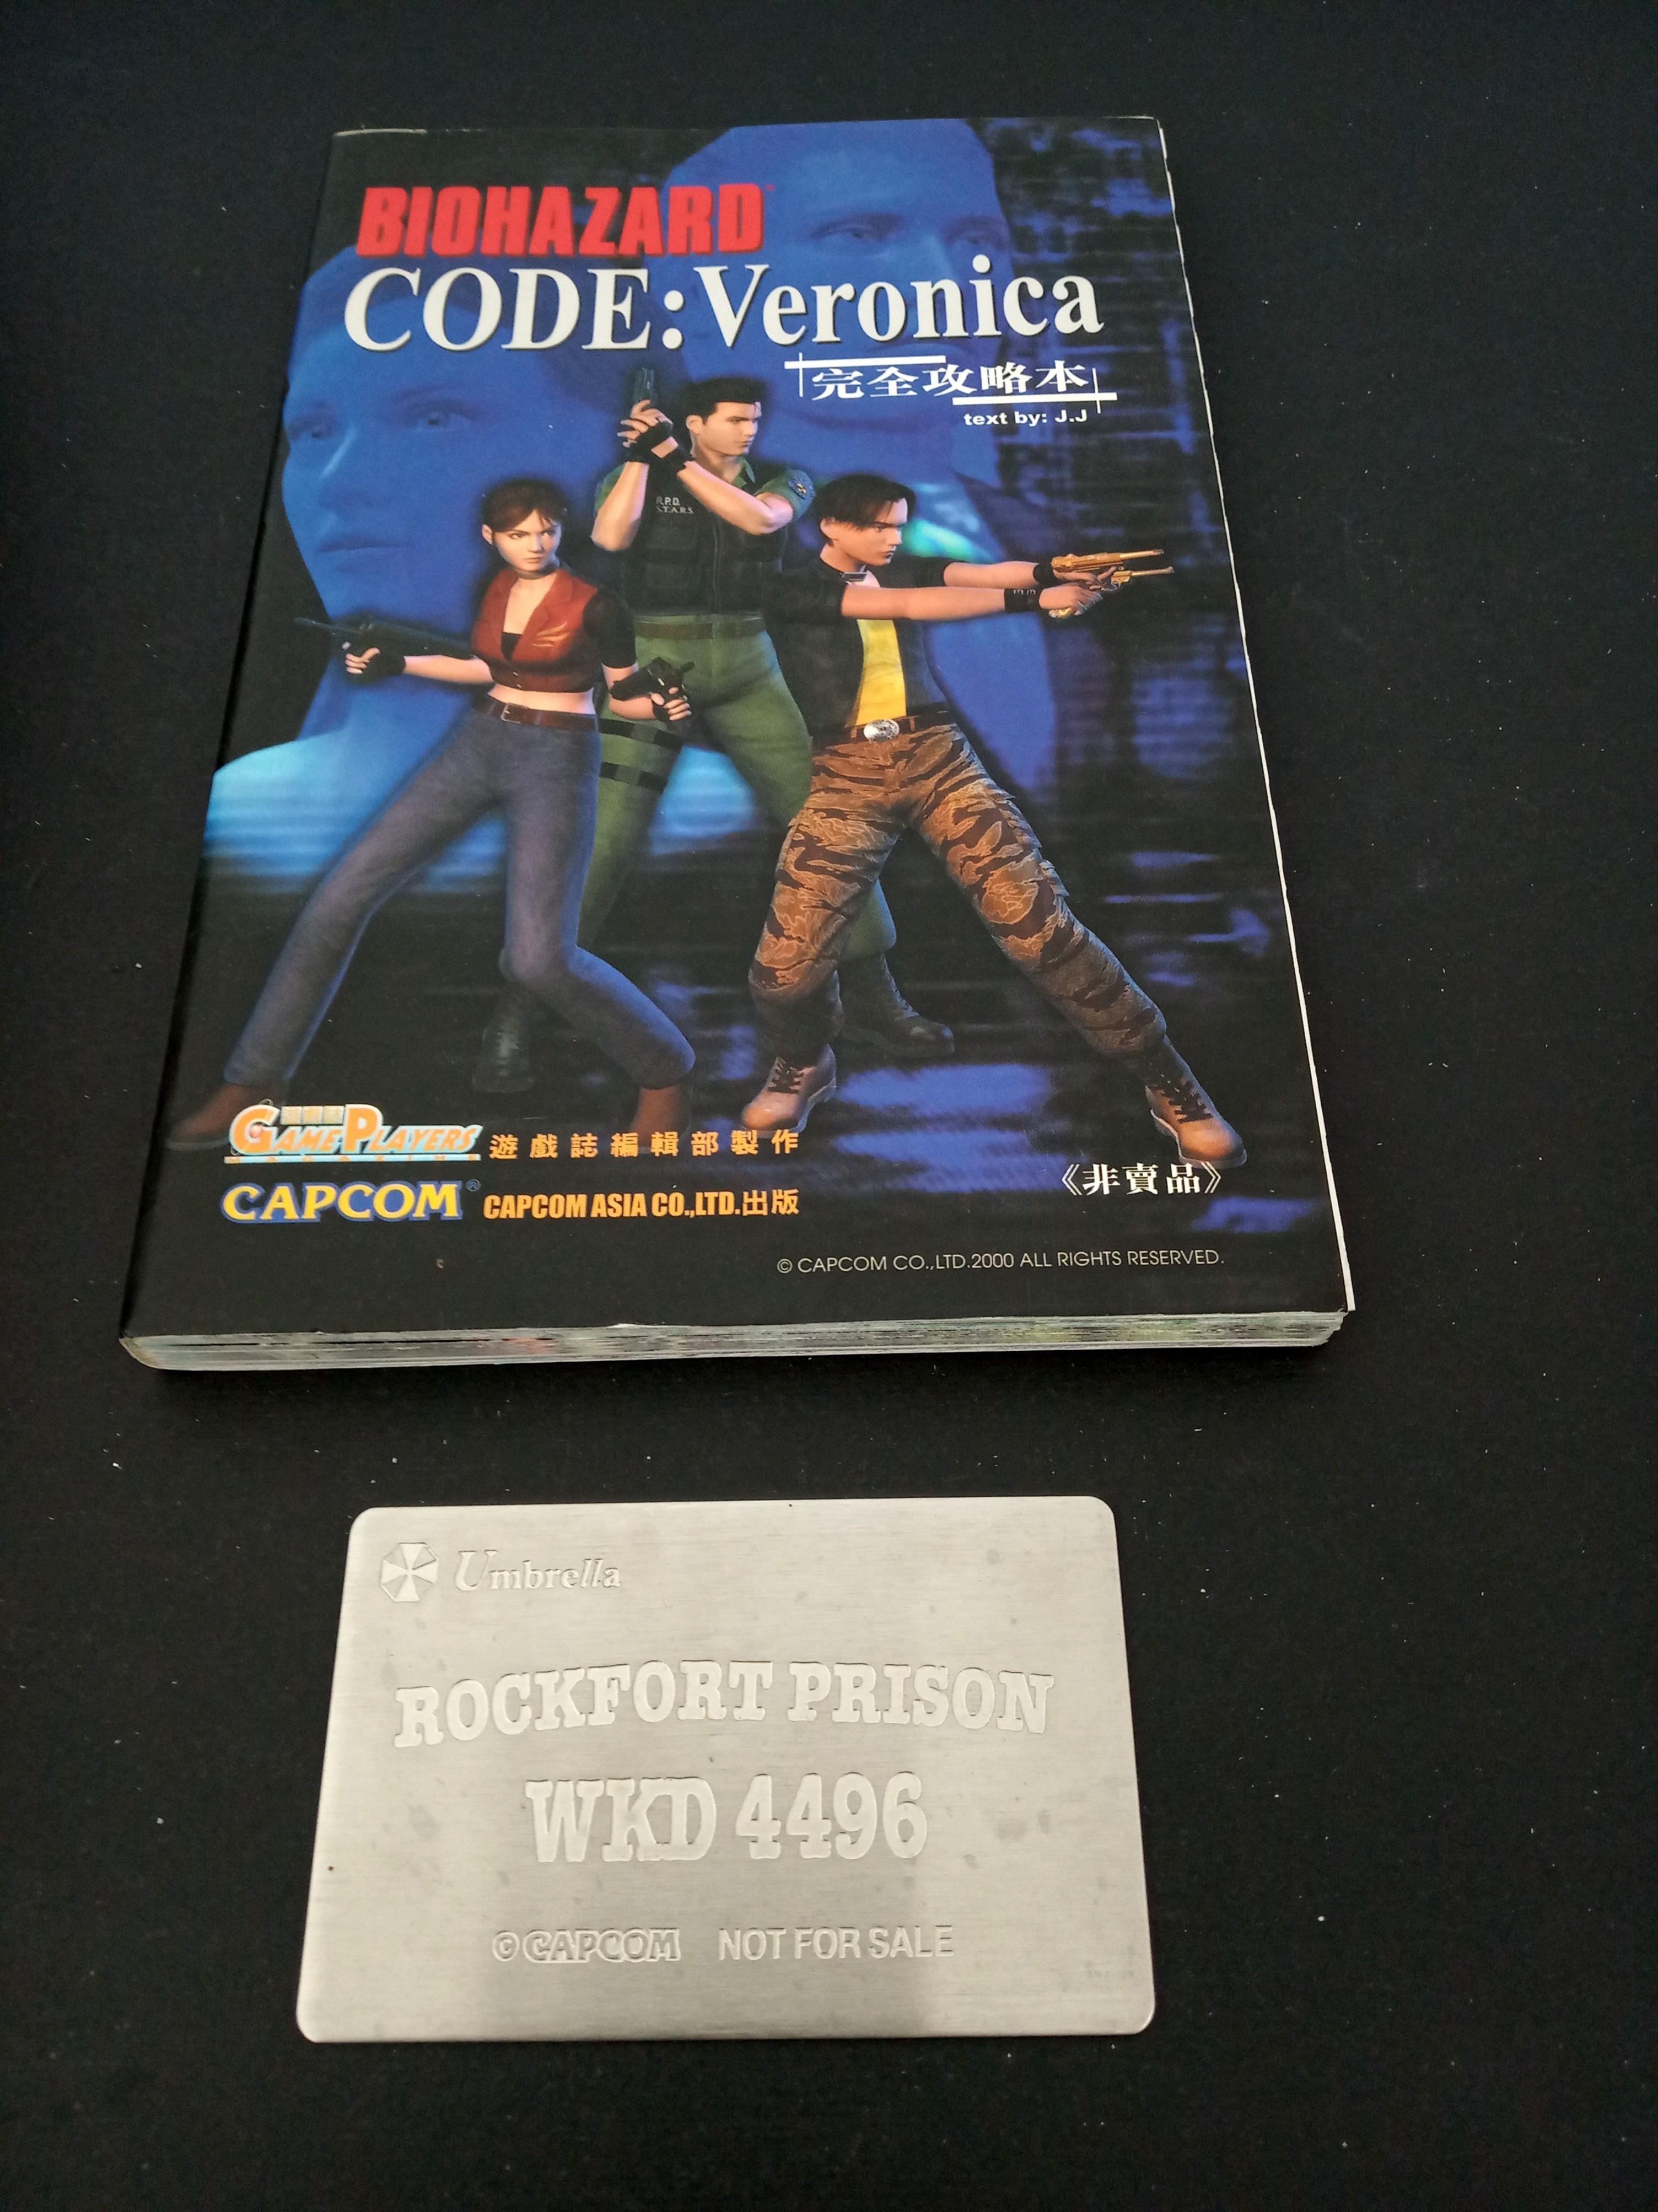 BIOHAZARD
CODE:Veronica
完全攻略本
text by: J.J
R.P.D.
S.T.A.R.S.
GAME PLAYERS 遊戲誌編輯部製作
CAPCOM® CAPCOM ASIA CO.,LTD.出版
《非賣品》
© CAPCOM CO.,LTD.2000 ALL RIGHTS RESERVED.
Umbrella
ROCKFORT PRISON
WKD 4496
©CAPCOM NOT FOR SALE